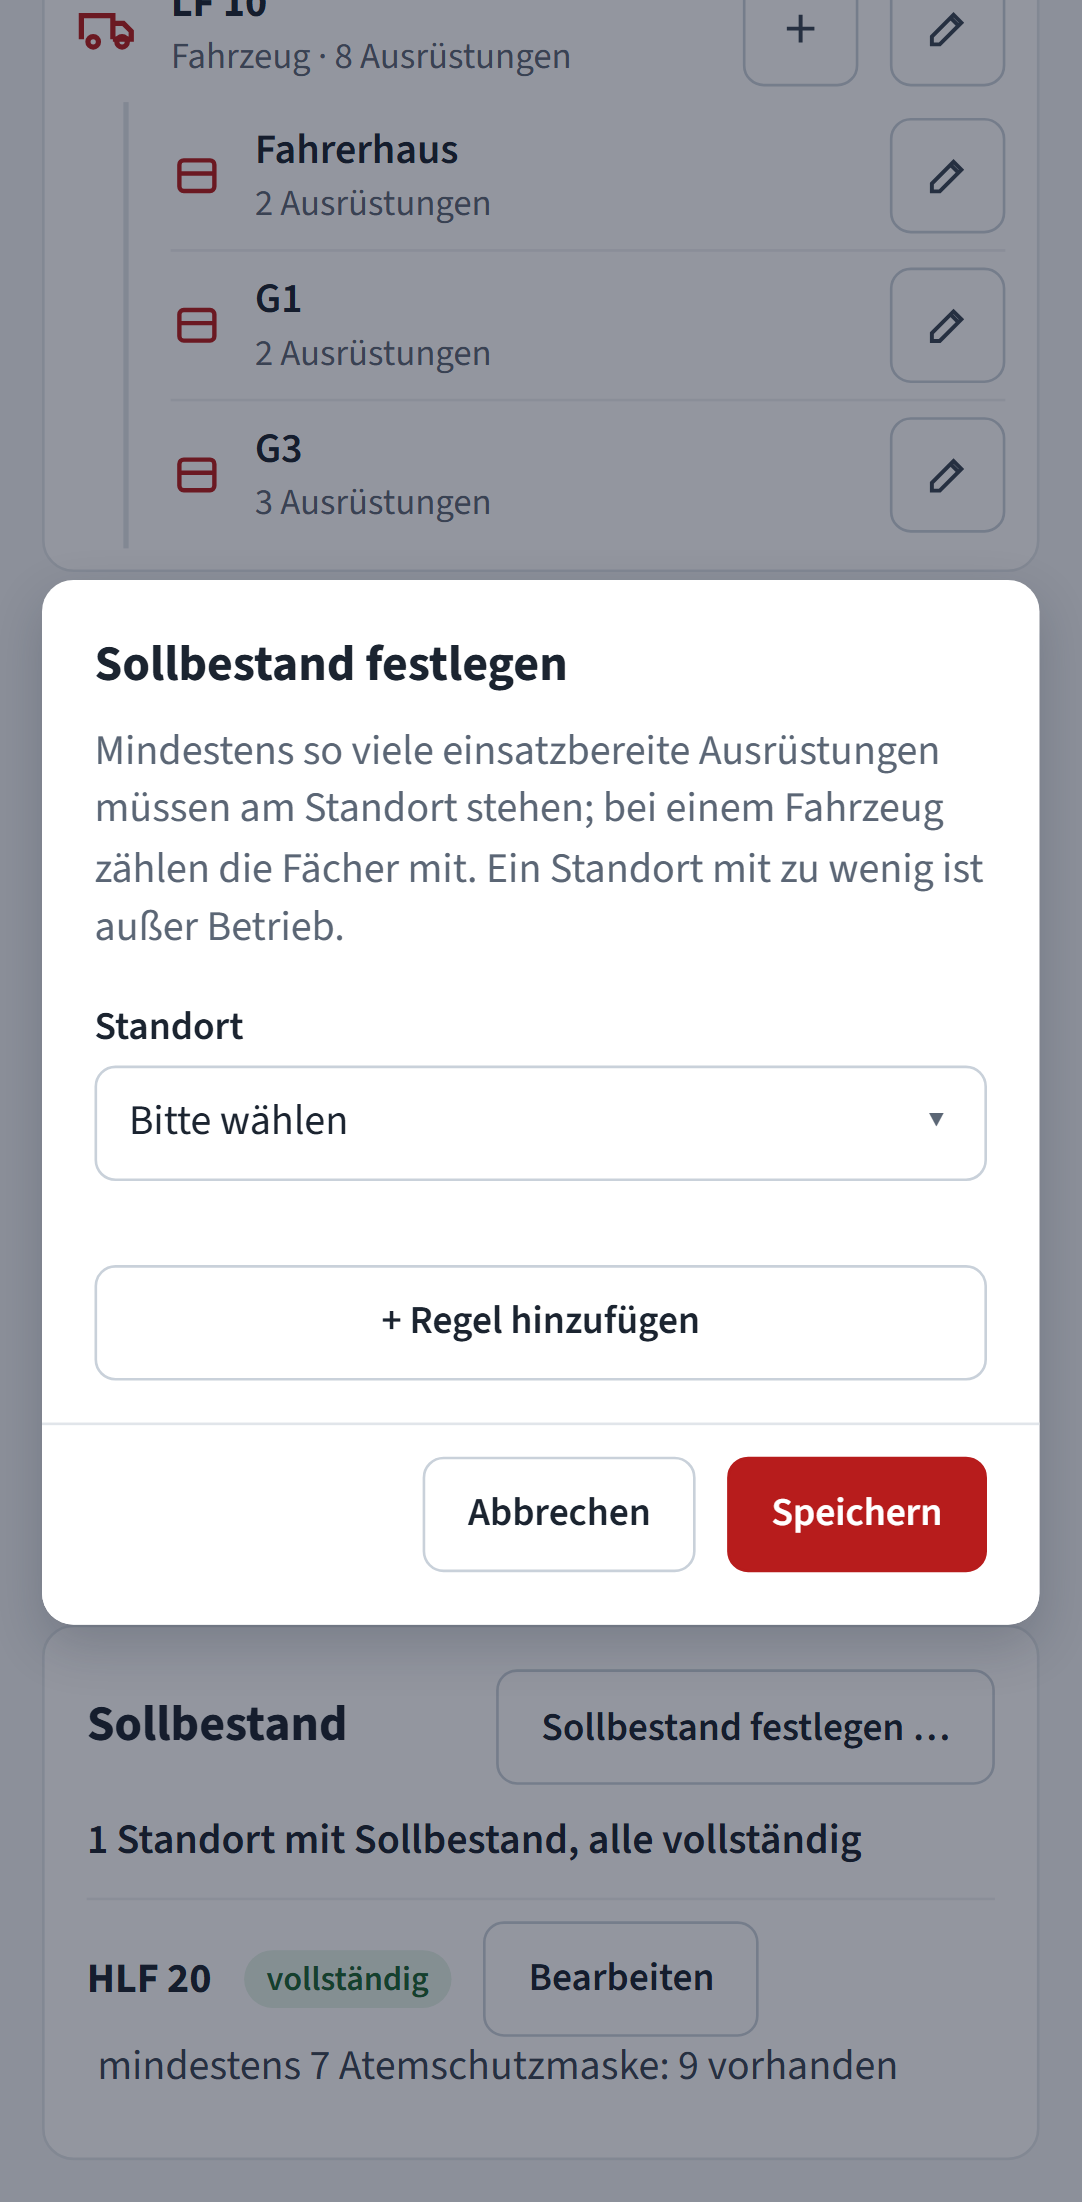 LF 10
Fahrzeug · 8 Ausrüstungen
Fahrerhaus
2 Ausrüstungen
G1
2 Ausrüstungen
G3
3 Ausrüstungen
Sollbestand festlegen
Mindestens so viele einsatzbereite Ausrüstungen
müssen am Standort stehen; bei einem Fahrzeug
zählen die Fächer mit. Ein Standort mit zu wenig ist
außer Betrieb.
Standort
Bitte wählen
+ Regel hinzufügen
Abbrechen
Speichern
Sollbestand
Sollbestand festlegen …
1 Standort mit Sollbestand, alle vollständig
HLF 20
vollständig
Bearbeiten
mindestens 7 Atemschutzmaske: 9 vorhanden